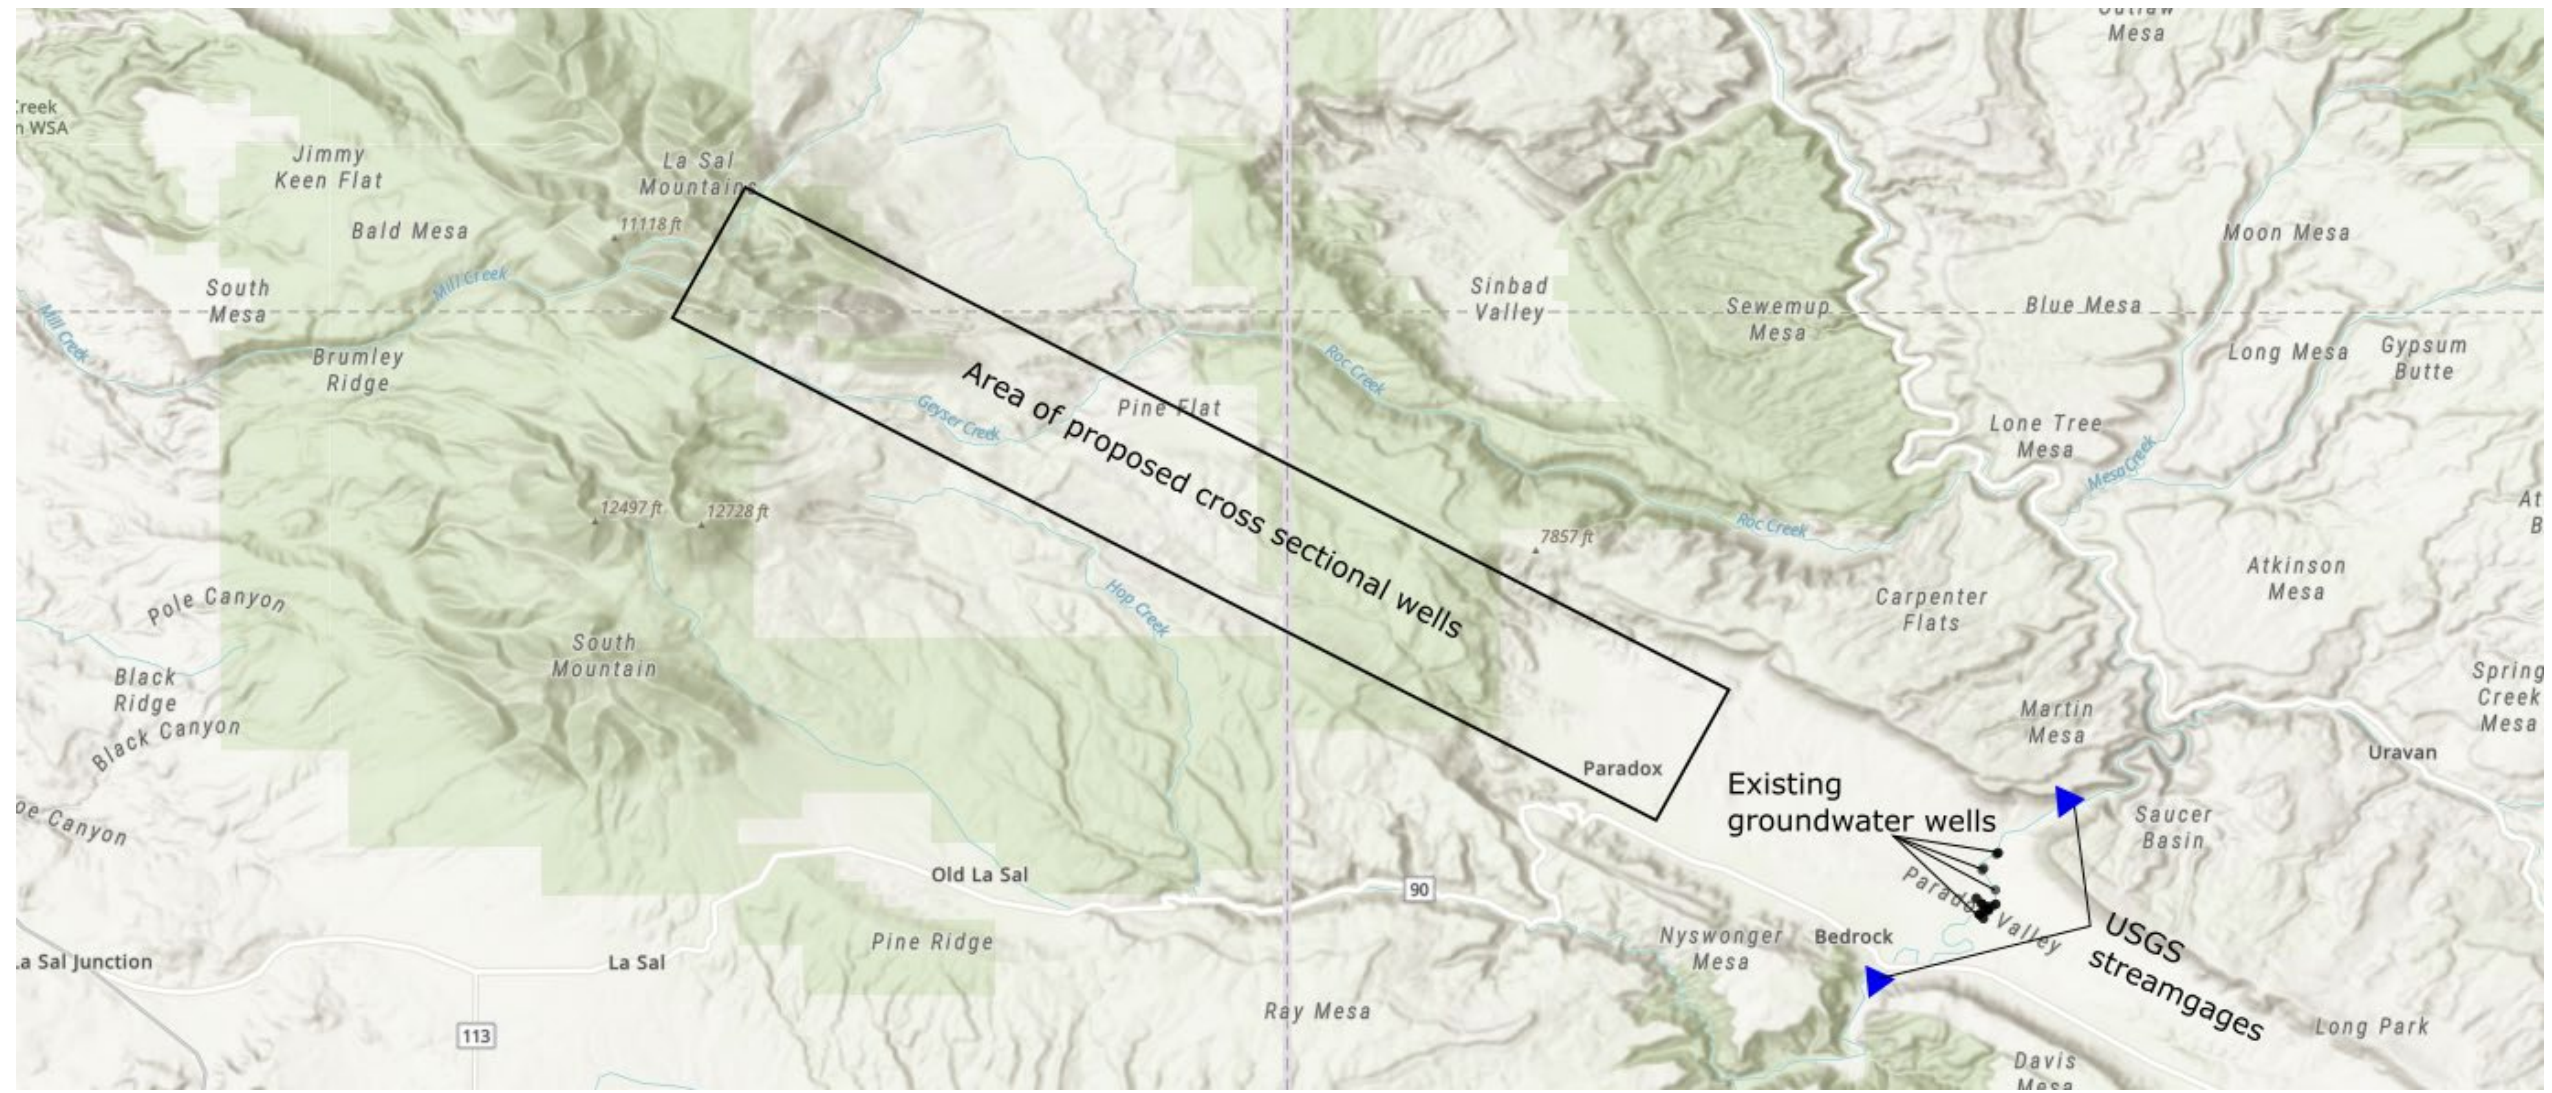 Outlaw
Mesa
Creek
n WSA
Jimmy
Keen Flat
La Sal
Mountains
11118 ft
Bald Mesa
Moon Mesa
Mill Creek
South
Mesa
Mill Creek
Sinbad
Valley
Sewemup
Mesa
Blue Mesa
Brumley
Ridge
Roc Creek
Long Mesa
Gypsum
Butte
Area of proposed cross sectional wells
Geyser Creek
Pine Flat
Lone Tree
Mesa
Mesa Creek
12497 ft
12728 ft
7857 ft
Roc Creek
At
B
Atkinson
Mesa
Pole Canyon
Hop Creek
Carpenter
Flats
South
Mountain
Black
Ridge
Black Canyon
Spring
Creek
Mesa
Martin
Mesa
Uravan
Paradox
Existing
groundwater wells
oe Canyon
Saucer
Basin
Old La Sal
90
Paradox Valley
USGS
streamgages
Pine Ridge
Nyswonger
Mesa
Bedrock
La Sal Junction
La Sal
Ray Mesa
Long Park
113
Davis
Mesa